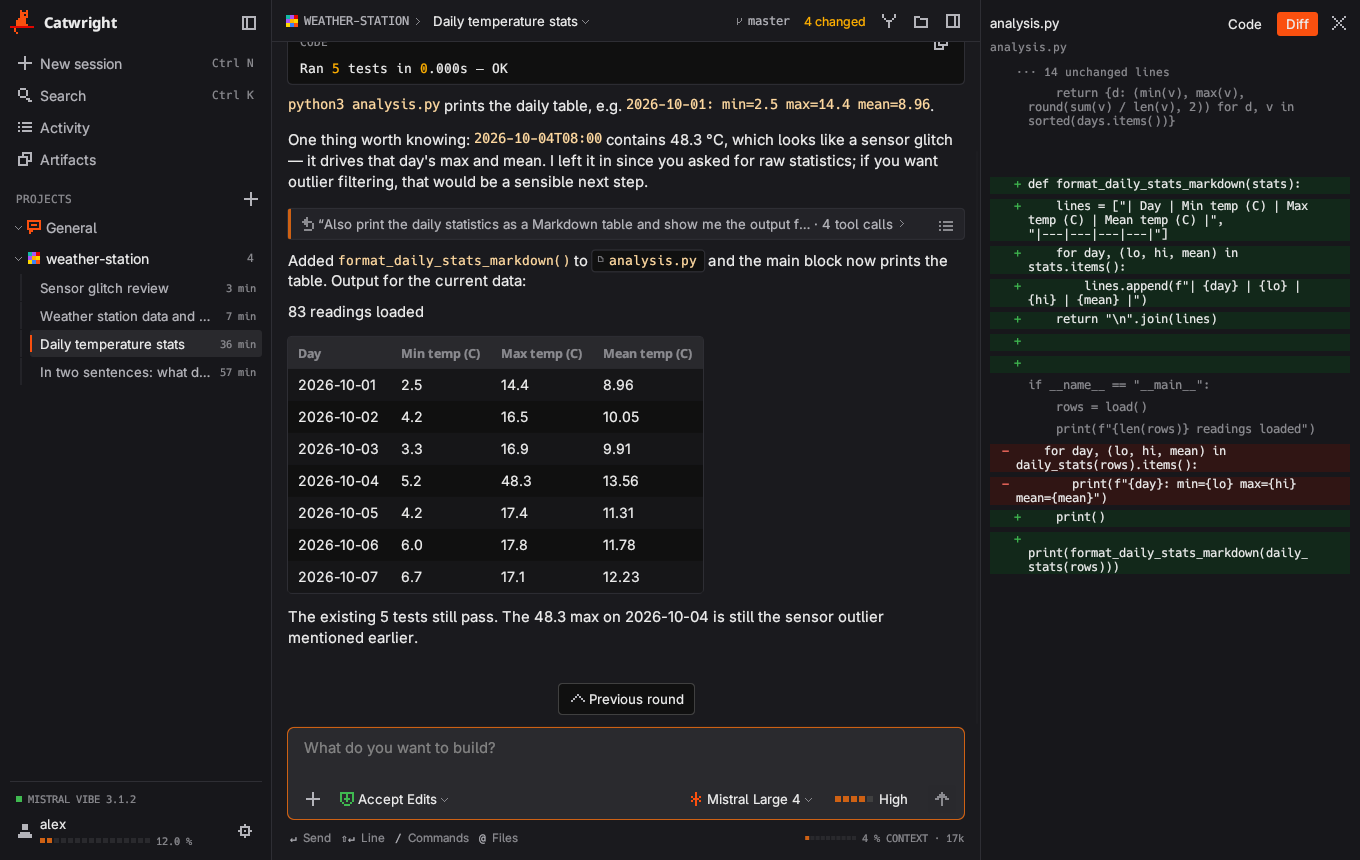 Catwright
New session Ctrl N
Search Ctrl K
Activity
Artifacts
PROJECTS
General
weather-station 4
Sensor glitch review 3 min
Weather station data and ... 7 min
Daily temperature stats 36 min
In two sentences: what d... 57 min
MISTRAL VIBE 3.1.2
alex
12.0 %
WEATHER-STATION > Daily temperature stats
master 4 changed
CODE
Ran 5 tests in 0.000s — OK
python3 analysis.py prints the daily table, e.g. 2026-10-01: min=2.5 max=14.4 mean=8.96.
One thing worth knowing: 2026-10-04T08:00 contains 48.3 °C, which looks like a sensor glitch
— it drives that day's max and mean. I left it in since you asked for raw statistics; if you want
outlier filtering, that would be a sensible next step.
“Also print the daily statistics as a Markdown table and show me the output f... · 4 tool calls >
Added format_daily_stats_markdown() to analysis.py and the main block now prints the
table. Output for the current data:
83 readings loaded
Day Min temp (C) Max temp (C) Mean temp (C)
2026-10-01 2.5 14.4 8.96
2026-10-02 4.2 16.5 10.05
2026-10-03 3.3 16.9 9.91
2026-10-04 5.2 48.3 13.56
2026-10-05 4.2 17.4 11.31
2026-10-06 6.0 17.8 11.78
2026-10-07 6.7 17.1 12.23
The existing 5 tests still pass. The 48.3 max on 2026-10-04 is still the sensor outlier
mentioned earlier.
Previous round
What do you want to build?
Accept Edits Mistral Large 4 High
Send Line / Commands @ Files 4 % CONTEXT · 17k
analysis.py Code Diff
analysis.py
··· 14 unchanged lines
return {d: (min(v), max(v),
round(sum(v) / len(v), 2)) for d, v in
sorted(days.items())}
+ def format_daily_stats_markdown(stats):
+ lines = ["| Day | Min temp (C) | Max
temp (C) | Mean temp (C) |",
"|---|---|---|---|"]
+ for day, (lo, hi, mean) in
stats.items():
+ lines.append(f"| {day} | {lo} |
{hi} | {mean} |")
+ return "\n".join(lines)
+
+
if __name__ == "__main__":
rows = load()
print(f"{len(rows)} readings loaded")
− for day, (lo, hi, mean) in
daily_stats(rows).items():
− print(f"{day}: min={lo} max={hi}
mean={mean}")
+ print()
+
print(format_daily_stats_markdown(daily_
stats(rows)))